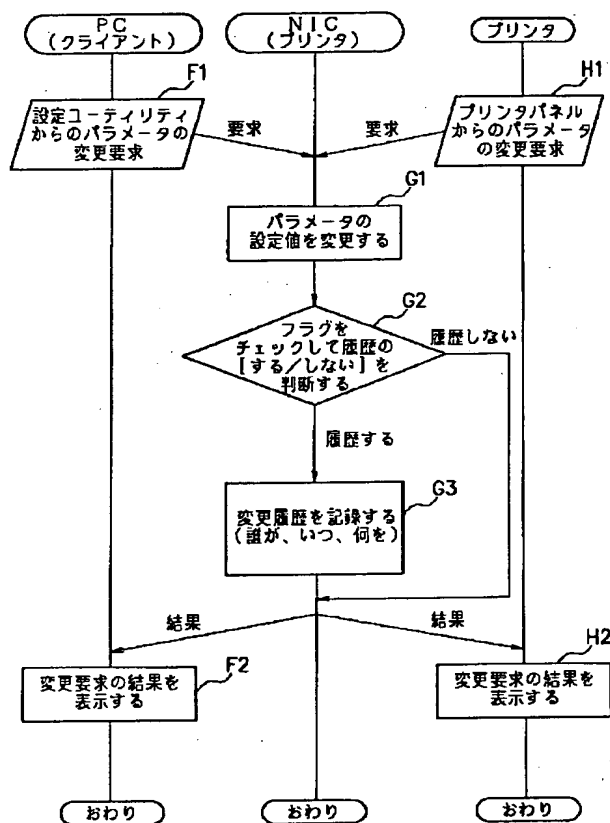 PC
(クライアント)
NIC
(プリンタ)
プリンタ
F1
設定ユーティリティ
からのパラメータの
変更要求
要求
要求
H1
プリンタパネル
からのパラメータ
の変更要求
G1
パラメータの
設定値を変更する
G2
フラグを
チェックして履歴の
[する/しない]を
判断する
履歴しない
履歴する
G3
変更履歴を記録する
(誰が、いつ、何を)
結果
結果
F2
変更要求の結果を
表示する
H2
変更要求の結果を
表示する
おわり
おわり
おわり